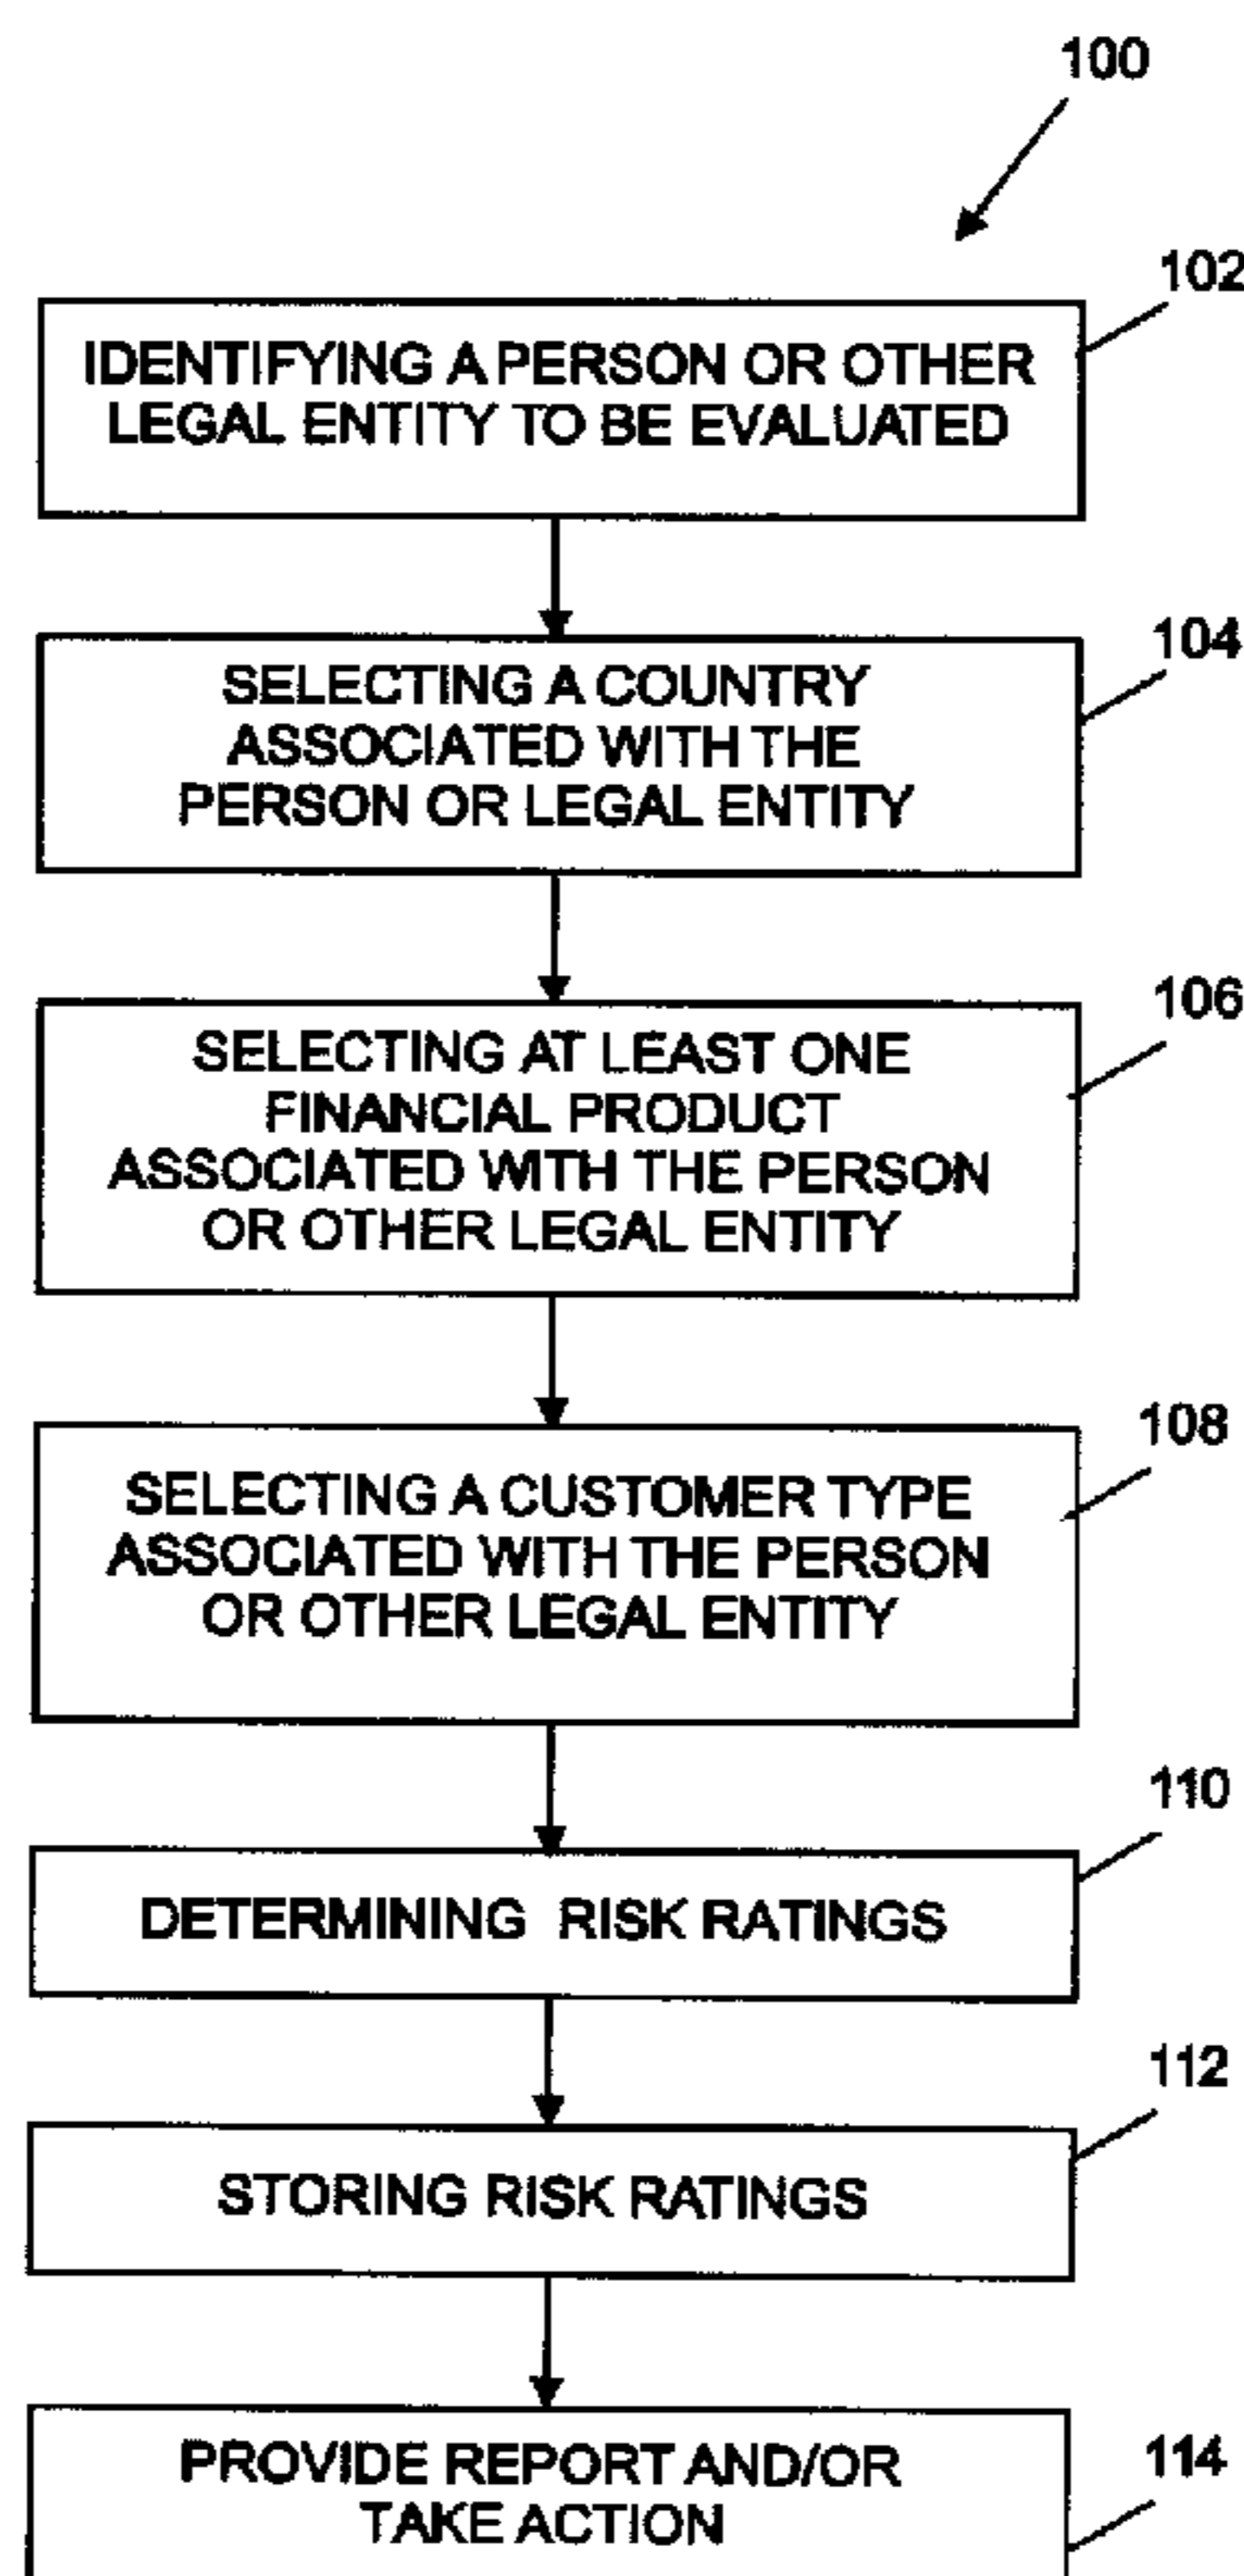 100
102
IDENTIFYING A PERSON OR OTHER
LEGAL ENTITY TO BE EVALUATED
104
SELECTING A COUNTRY
ASSOCIATED WITH THE
PERSON OR LEGAL ENTITY
106
SELECTING AT LEAST ONE
FINANCIAL PRODUCT
ASSOCIATED WITH THE PERSON
OR OTHER LEGAL ENTITY
108
SELECTING A CUSTOMER TYPE
ASSOCIATED WITH THE PERSON
OR OTHER LEGAL ENTITY
110
DETERMINING RISK RATINGS
112
STORING RISK RATINGS
114
PROVIDE REPORT AND/OR
TAKE ACTION